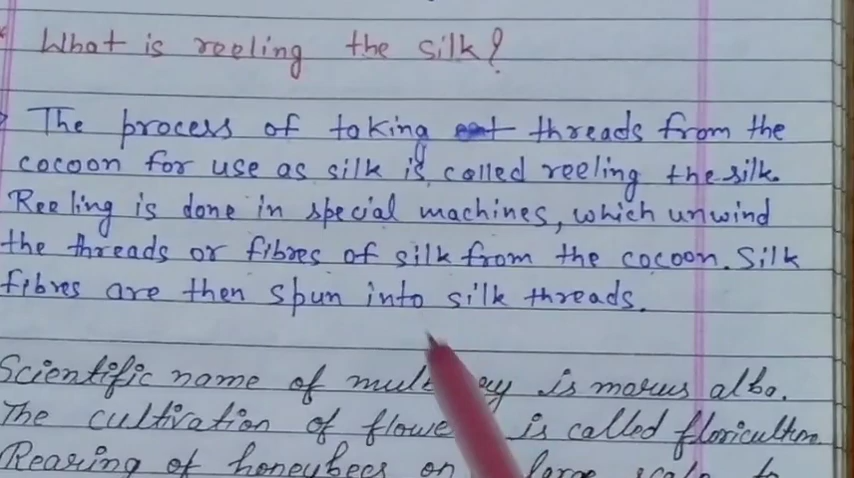 What is reeling the silk?
The process of taking out threads from the
cocoon for use as silk is called reeling the silk.
Reeling is done in special machines, which unwind
the threads or fibres of silk from the cocoon. Silk
fibres are then spun into silk threads.
Scientific name of is morus alba.
The cultivation of is called
Rearing of honeybees on large scale to